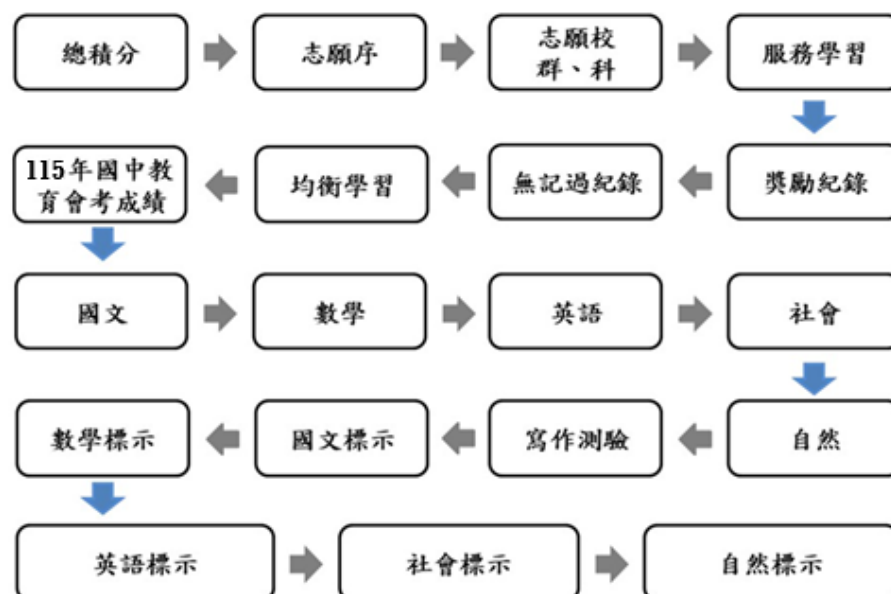 總積分
志願序
志願校
群、科
服務學習
獎勵紀錄
無記過紀錄
均衡學習
115年國中教
育會考成績
國文
數學
英語
社會
自然
寫作測驗
國文標示
數學標示
英語標示
社會標示
自然標示